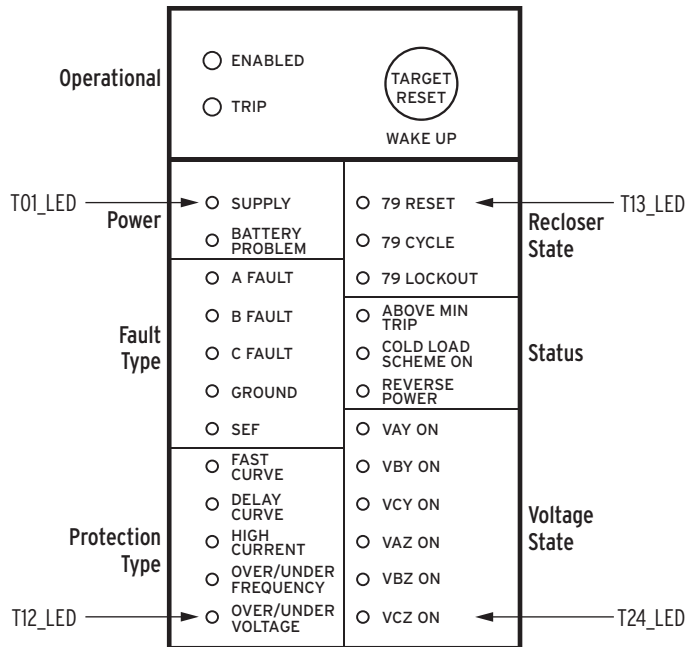 Operational
ENABLED
TRIP
TARGET
RESET
WAKE UP
T01_LED
Power
SUPPLY
BATTERY
PROBLEM
Fault
Type
A FAULT
B FAULT
C FAULT
GROUND
SEF
Protection
Type
FAST
CURVE
DELAY
CURVE
HIGH
CURRENT
OVER/UNDER
FREQUENCY
OVER/UNDER
VOLTAGE
T12_LED
79 RESET
79 CYCLE
79 LOCKOUT
T13_LED
Recloser
State
ABOVE MIN
TRIP
COLD LOAD
SCHEME ON
REVERSE
POWER
Status
VAY ON
VBY ON
VCY ON
VAZ ON
VBZ ON
VCZ ON
Voltage
State
T24_LED